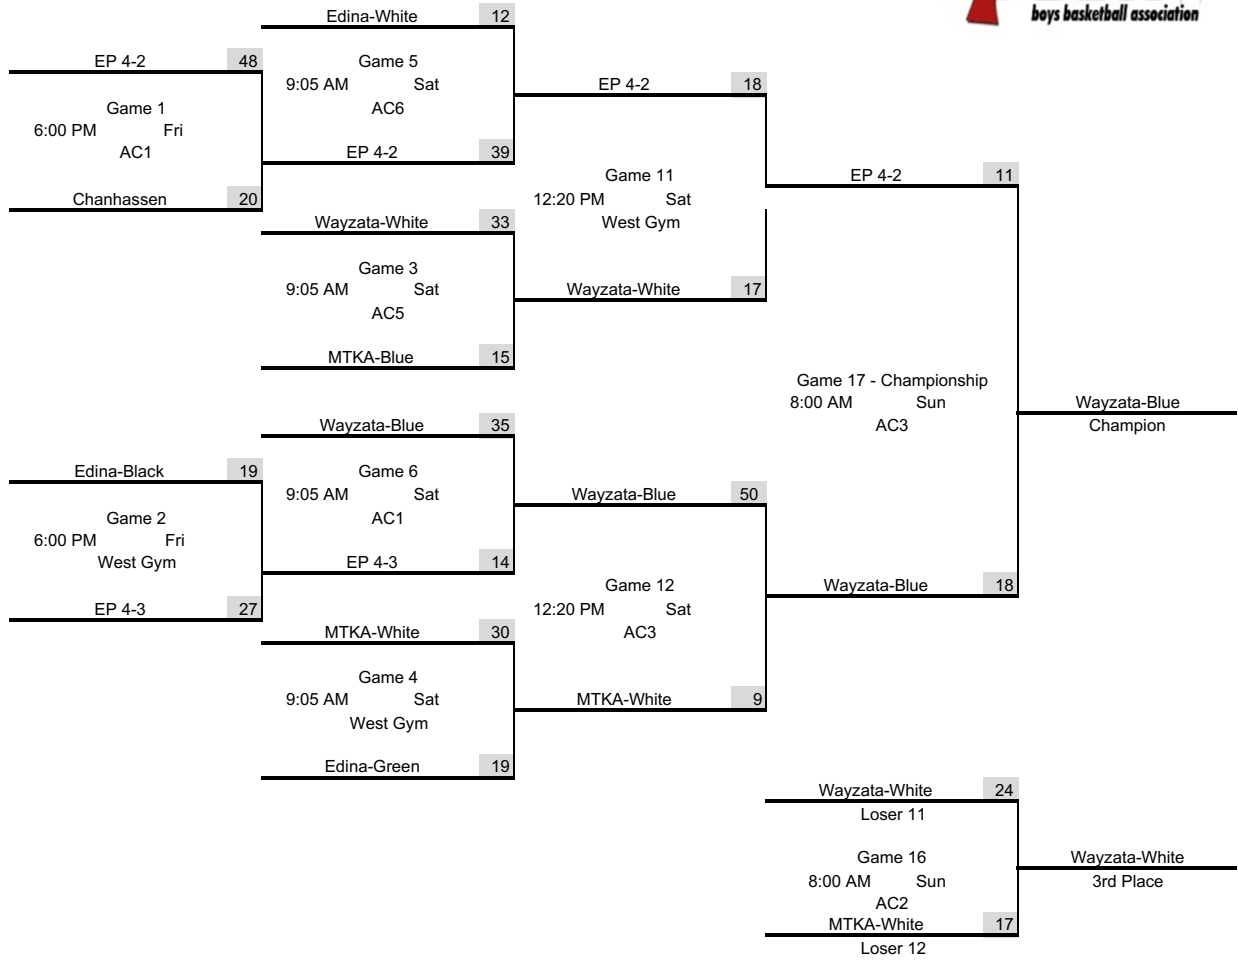 boys basketball association
Edina-White 12
EP 4-2 48
Game 5
9:05 AM Sat
AC6
EP 4-2 18
Game 1
6:00 PM Fri
AC1
EP 4-2 39
Game 11
12:20 PM Sat
West Gym
EP 4-2 11
Chanhassen 20
Wayzata-White 33
Game 3
9:05 AM Sat
AC5
Wayzata-White 17
MTKA-Blue 15
Game 17 - Championship
8:00 AM Sun
AC3
Wayzata-Blue
Champion
Wayzata-Blue 35
Edina-Black 19
Game 6
9:05 AM Sat
AC1
Wayzata-Blue 50
Game 2
6:00 PM Fri
West Gym
EP 4-3 14
Game 12
12:20 PM Sat
AC3
Wayzata-Blue 18
EP 4-3 27
MTKA-White 30
Game 4
9:05 AM Sat
West Gym
MTKA-White 9
Edina-Green 19
Wayzata-White 24
Loser 11
Game 16
8:00 AM Sun
AC2
Wayzata-White
3rd Place
MTKA-White 17
Loser 12